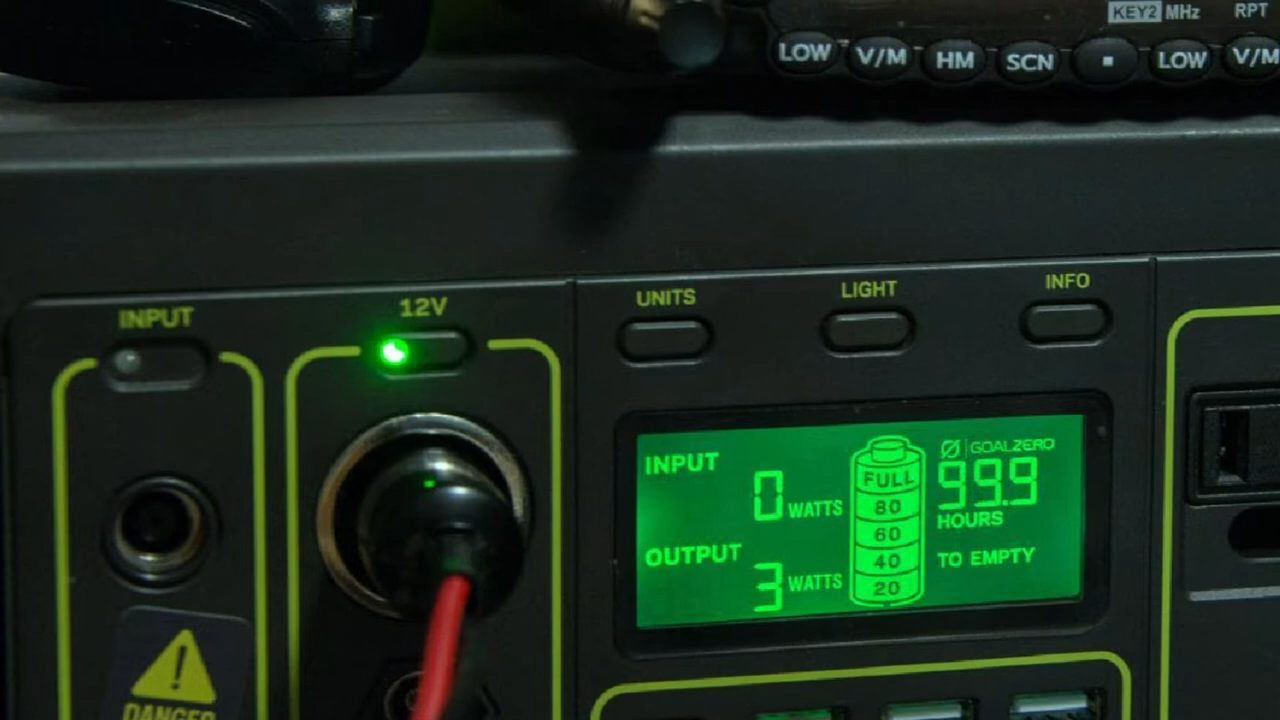 KEY2 MHz RPT
LOW V/M HM SCN ■ LOW V/M
INPUT
12V
UNITS
LIGHT
INFO
INPUT
0 WATTS
OUTPUT
3 WATTS
FULL
80
60
40
20
GOALZERO
99.9
HOURS
TO EMPTY
!
DANGER